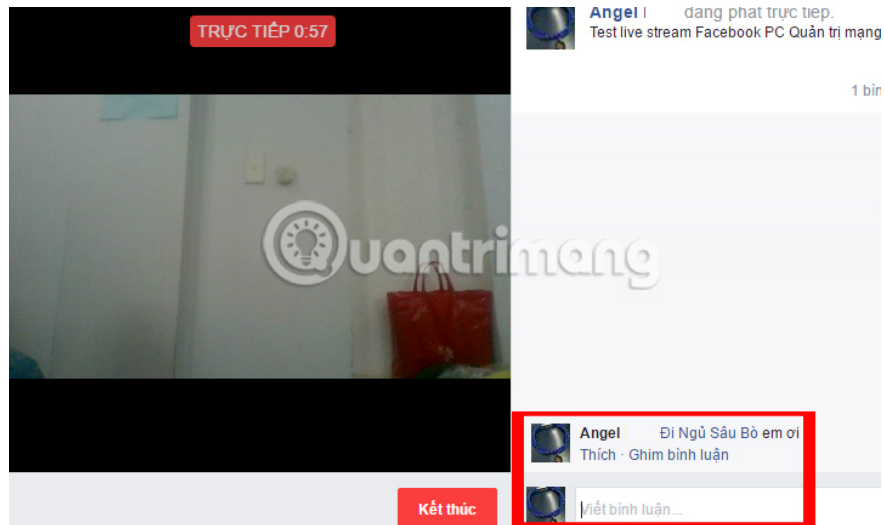 TRỰC TIẾP 0:57
Angel đang phát trực tiếp.
Test live stream Facebook PC Quản trị mạng
1 bìn
Quantrimang
Angel Đi Ngủ Sâu Bò em ơi
Thích · Ghim bình luận
Viết bình luận...
Kết thúc